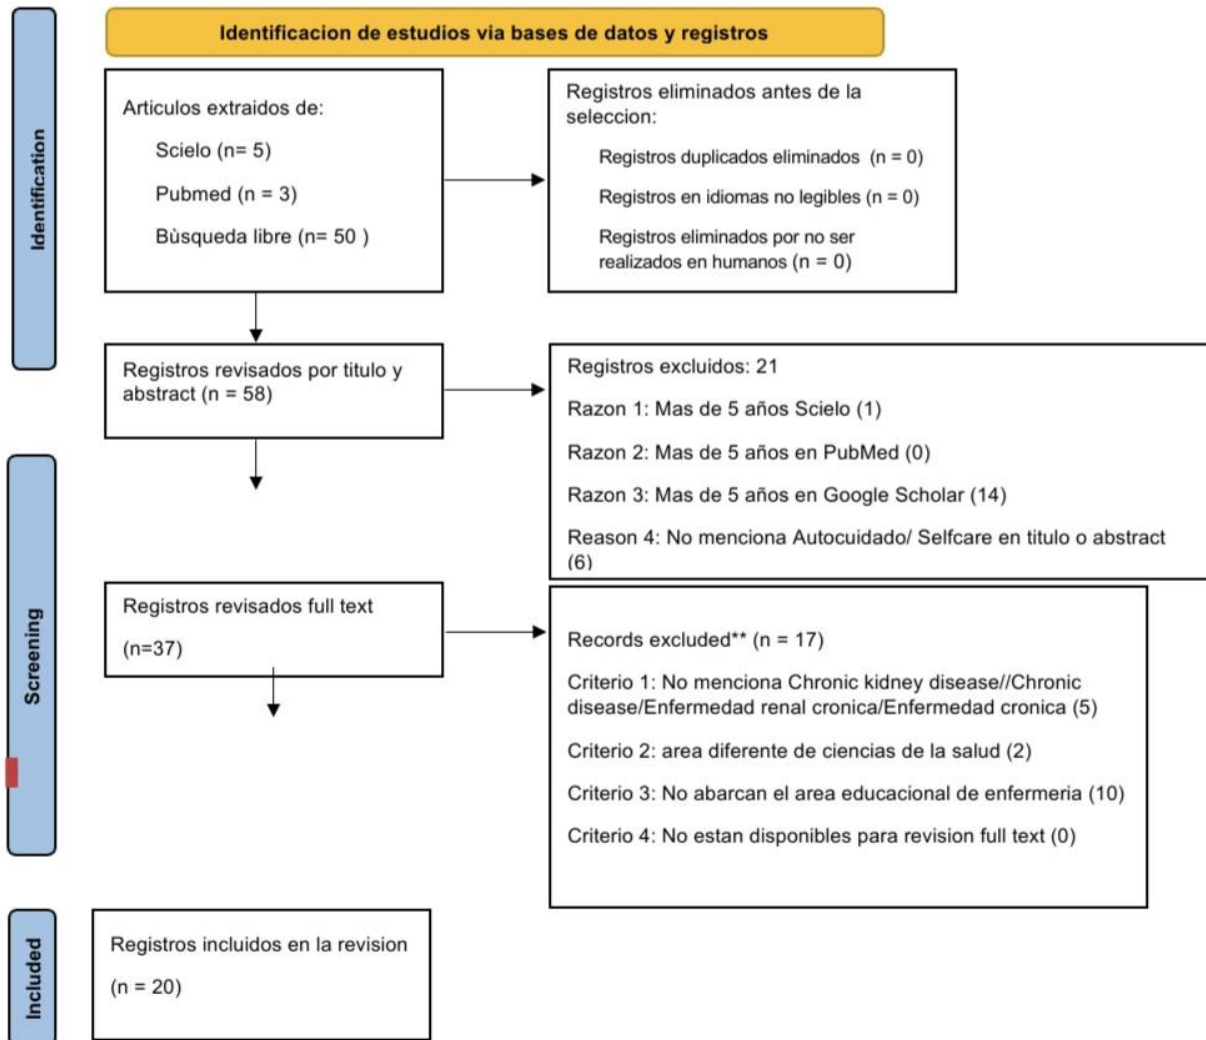 Identificacion de estudios via bases de datos y registros
Identification
Articulos extraidos de:
Scielo (n= 5)
Pubmed (n = 3)
Bùsqueda libre (n= 50 )
Registros eliminados antes de la
seleccion:
Registros duplicados eliminados (n = 0)
Registros en idiomas no legibles (n = 0)
Registros eliminados por no ser
realizados en humanos (n = 0)
Registros revisados por titulo y
abstract (n = 58)
Registros excluidos: 21
Razon 1: Mas de 5 años Scielo (1)
Razon 2: Mas de 5 años en PubMed (0)
Razon 3: Mas de 5 años en Google Scholar (14)
Reason 4: No menciona Autocuidado/ Selfcare en titulo o abstract
(6)
Screening
Registros revisados full text
(n=37)
Records excluded** (n = 17)
Criterio 1: No menciona Chronic kidney disease//Chronic
disease/Enfermedad renal cronica/Enfermedad cronica (5)
Criterio 2: area diferente de ciencias de la salud (2)
Criterio 3: No abarcan el area educacional de enfermeria (10)
Criterio 4: No estan disponibles para revision full text (0)
Included
Registros incluidos en la revision
(n = 20)